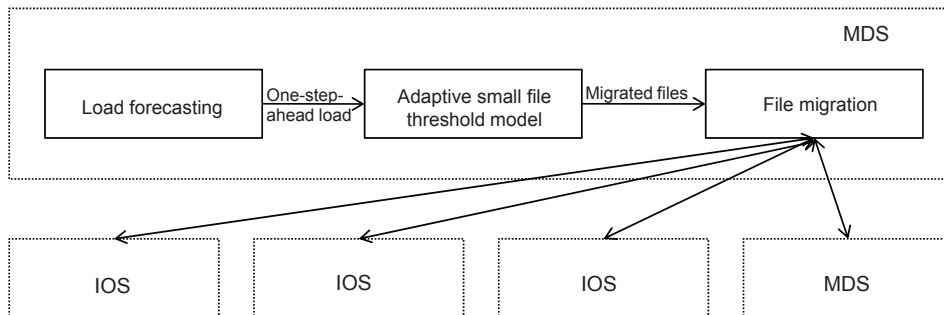 MDS
Load forecasting
One-step-
ahead load
Adaptive small file
threshold model
Migrated files
File migration
IOS
IOS
IOS
MDS